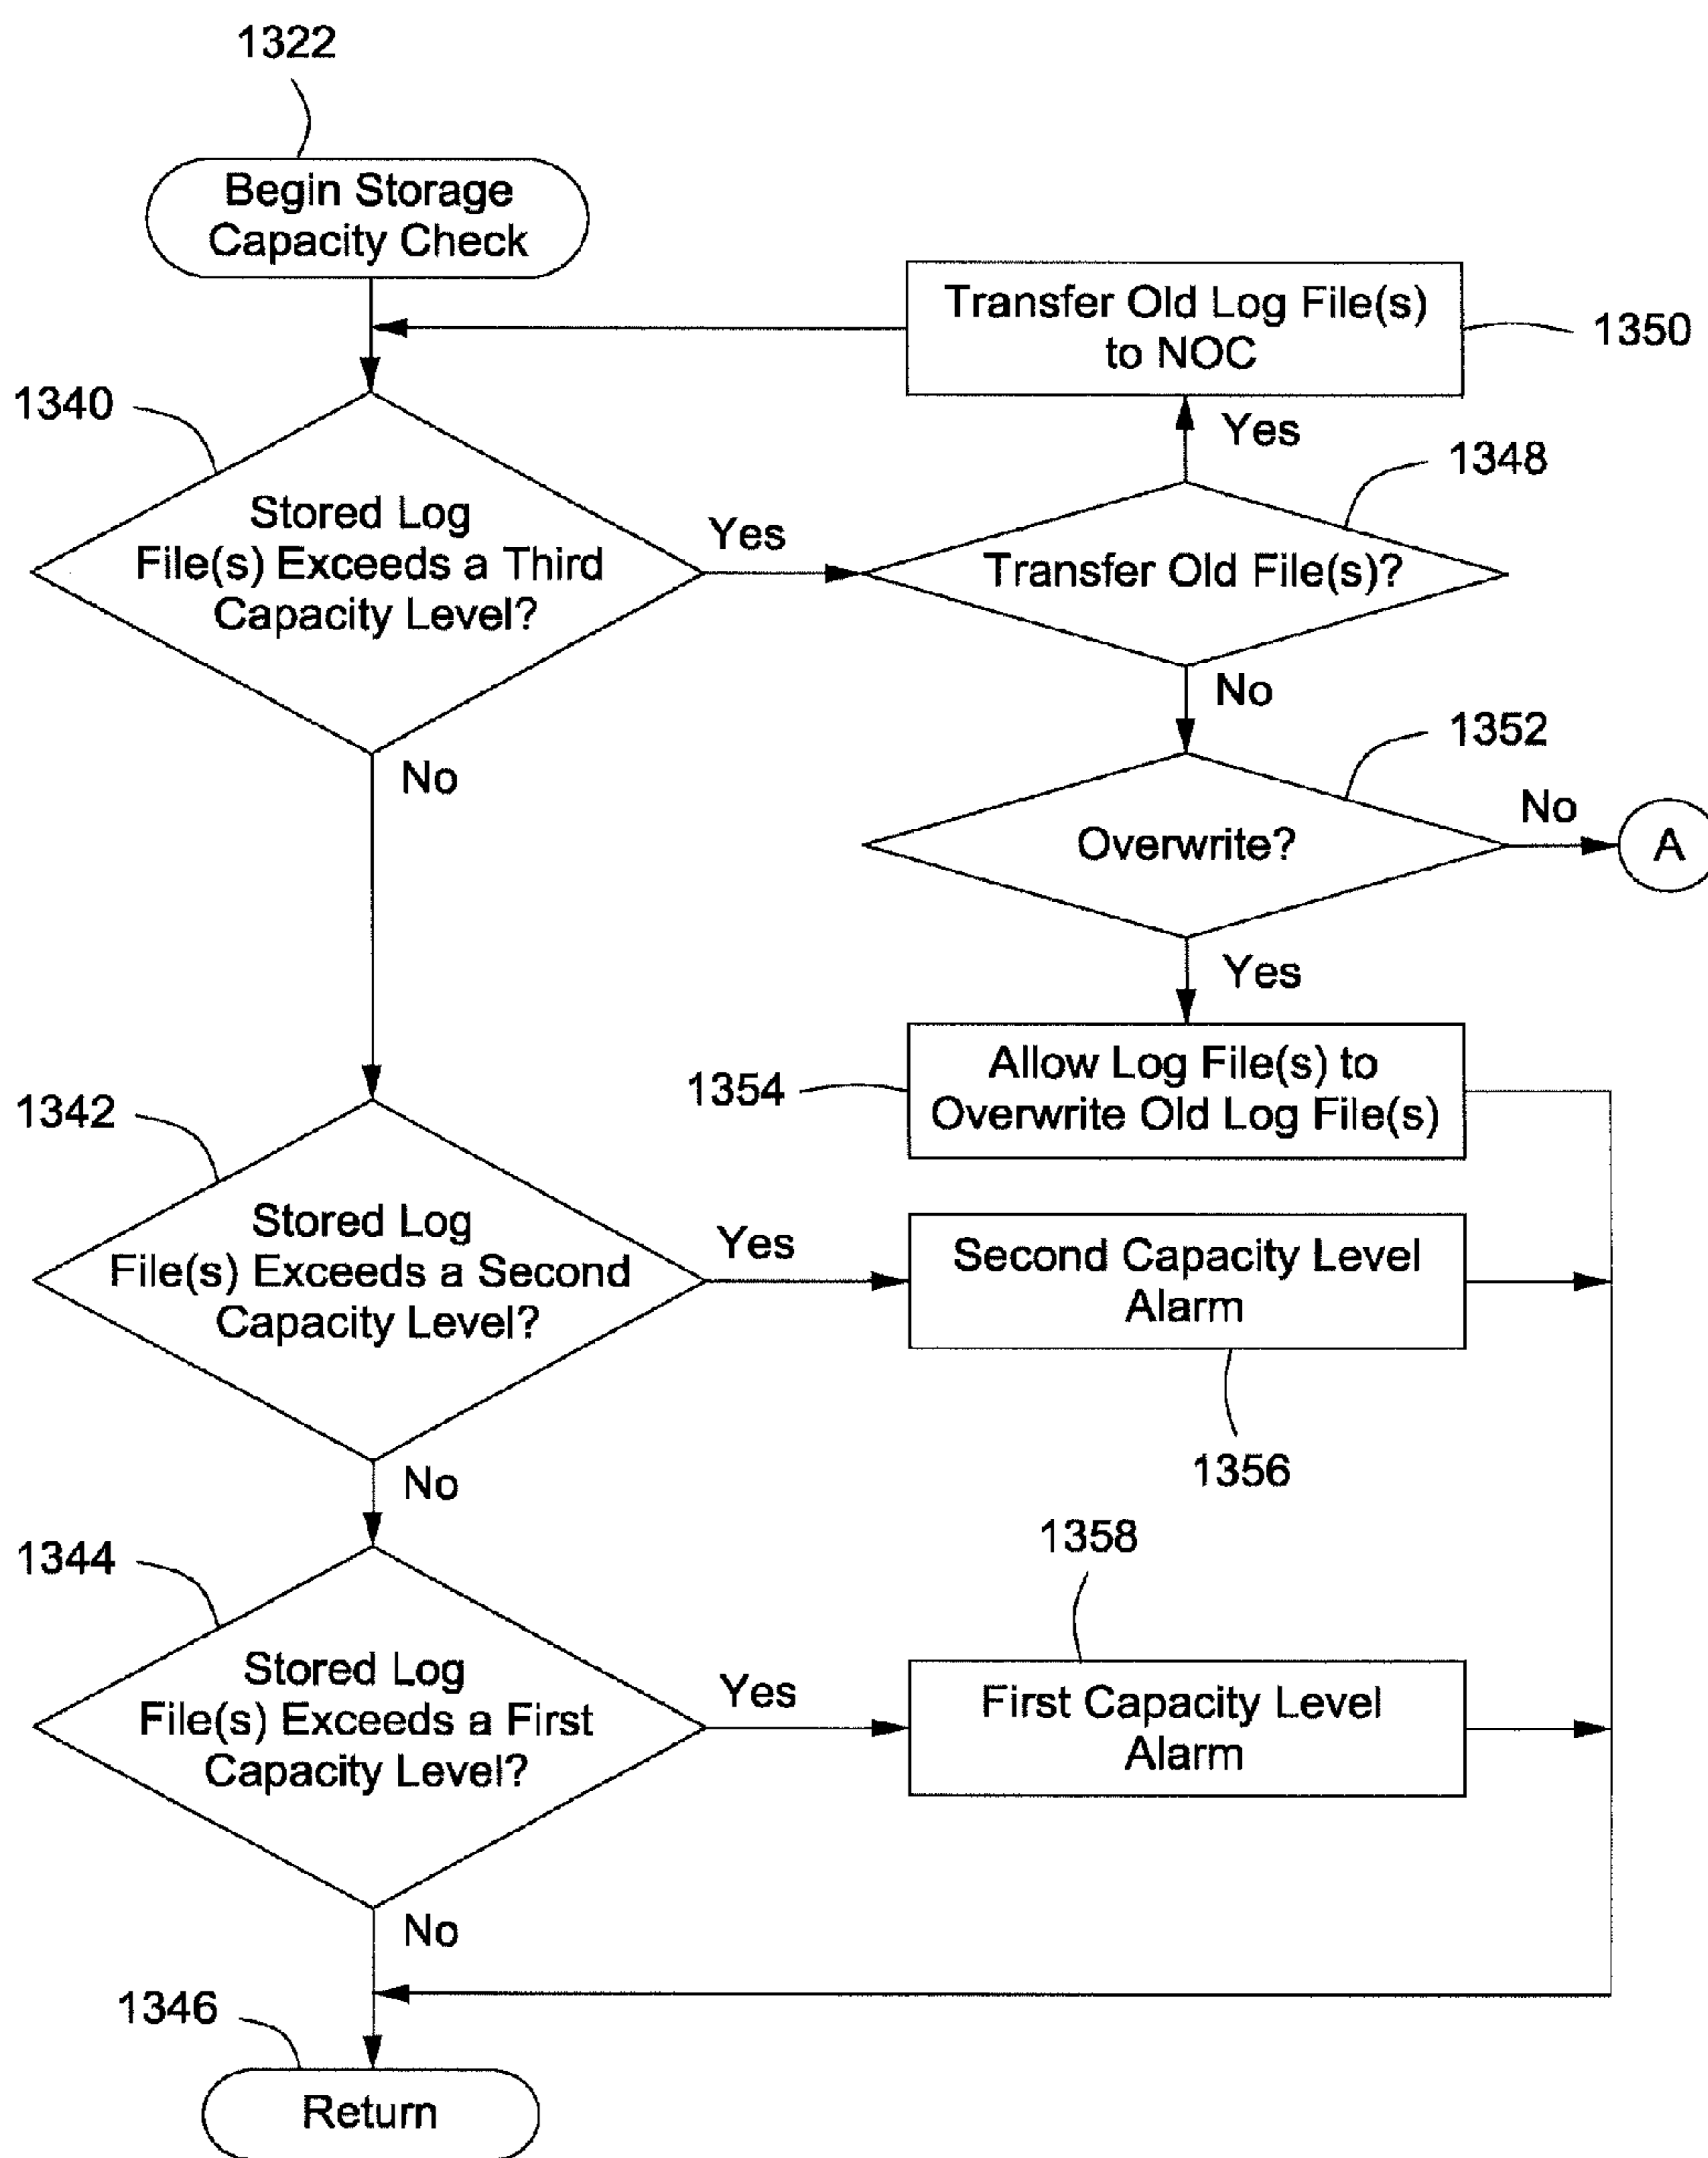 1322
Begin Storage
Capacity Check
Transfer Old Log File(s)
to NOC
1350
1340
Yes
1348
Stored Log
File(s) Exceeds a Third
Capacity Level?
Yes
Transfer Old File(s)?
No
No
1352
Overwrite?
No
A
Yes
1354
Allow Log File(s) to
Overwrite Old Log File(s)
1342
Stored Log
File(s) Exceeds a Second
Capacity Level?
Yes
Second Capacity Level
Alarm
1356
No
1344
1358
Stored Log
File(s) Exceeds a First
Capacity Level?
Yes
First Capacity Level
Alarm
No
1346
Return